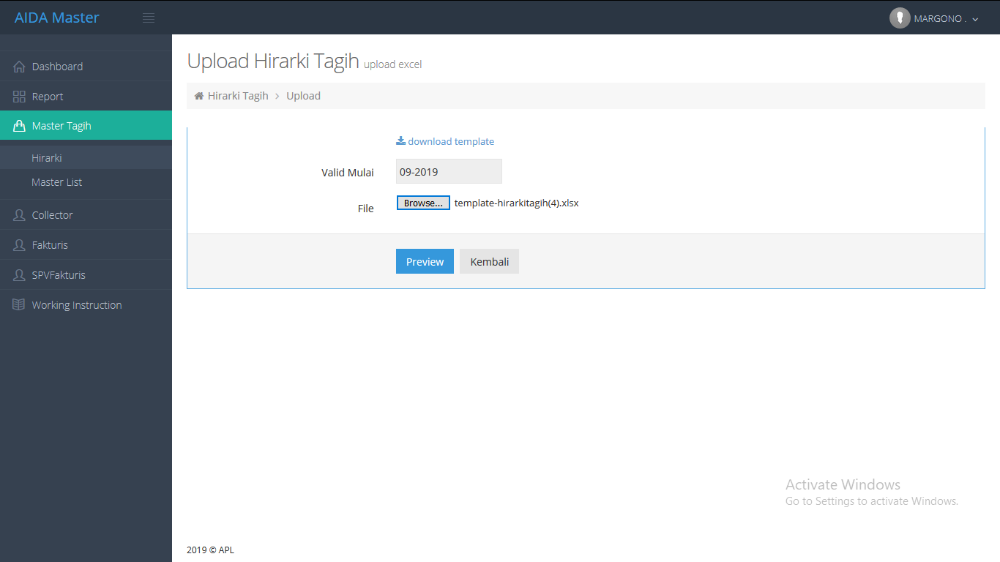 AIDA Master
MARGONO .
Dashboard
Report
Master Tagih
Hirarki
Master List
Collector
Fakturis
SPVFakturis
Working Instruction
Upload Hirarki Tagih upload excel
Hirarki Tagih > Upload
download template
Valid Mulai 09-2019
File Browse... template-hirarkitagih(4).xlsx
Preview Kembali
Activate Windows
Go to Settings to activate Windows.
2019 © APL